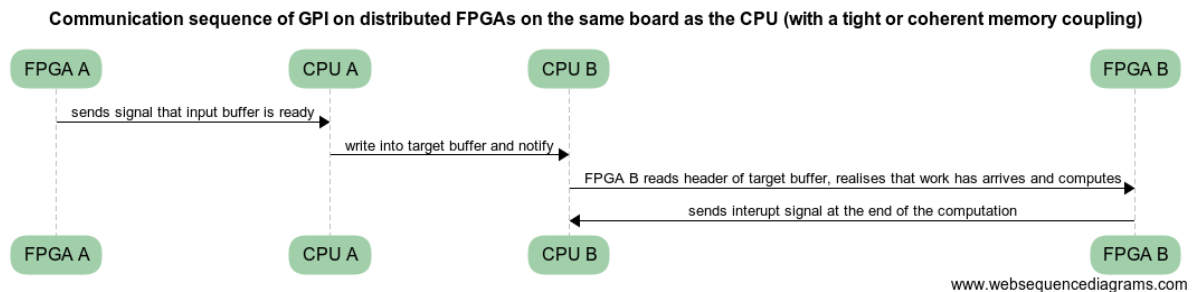 Communication sequence of GPI on distributed FPGAs on the same board as the CPU (with a tight or coherent memory coupling)
FPGA A
CPU A
CPU B
FPGA B
sends signal that input buffer is ready
write into target buffer and notify
FPGA B reads header of target buffer, realises that work has arrives and computes
sends interupt signal at the end of the computation
FPGA A
CPU A
CPU B
FPGA B
www.websequencediagrams.com